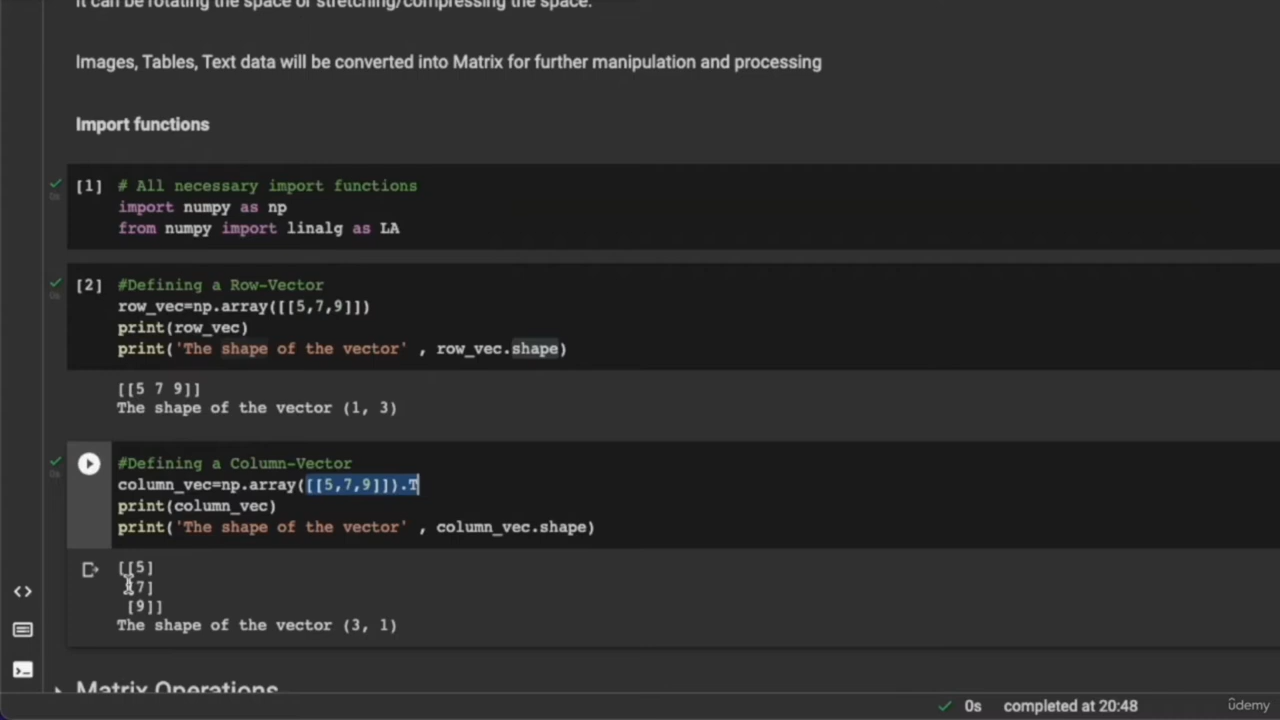 It can be rotating the space or stretching/compressing the space.
Images, Tables, Text data will be converted into Matrix for further manipulation and processing
Import functions
[1] # All necessary import functions
import numpy as np
from numpy import linalg as LA
[2] #Defining a Row-Vector
row_vec=np.array([[5,7,9]])
print(row_vec)
print('The shape of the vector' , row_vec.shape)
[[5 7 9]]
The shape of the vector (1, 3)
#Defining a Column-Vector
column_vec=np.array([[5,7,9]]).T
print(column_vec)
print('The shape of the vector' , column_vec.shape)
[[5]
[7]
[9]]
The shape of the vector (3, 1)
Matrix Operations
0s completed at 20:48
ûdemy